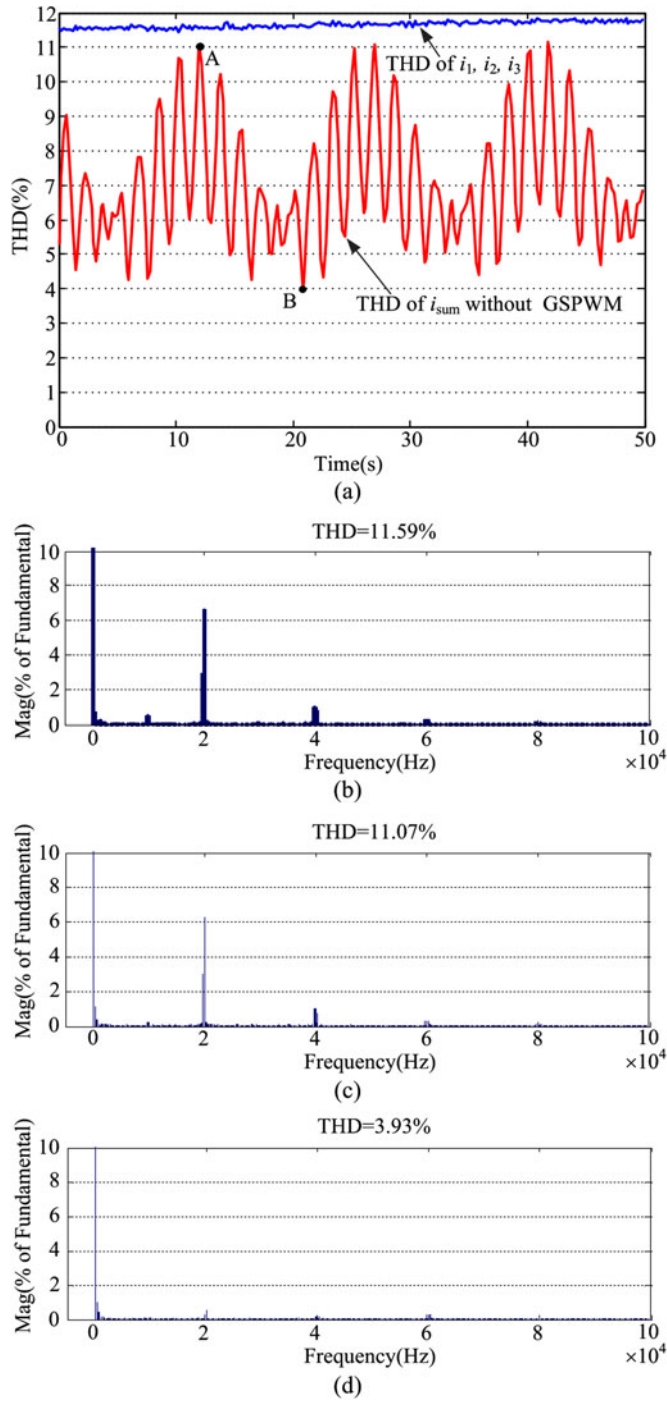 12
11
10
9
8
7
6
5
4
3
2
1
0
THD(%)
A
B
THD of i1, i2, i3
THD of isum without GSPWM
0 10 20 30 40 50
Time(s)
(a)
THD=11.59%
10
8
6
4
2
0
Mag(% of Fundamental)
0 2 4 6 8 10
Frequency(Hz)
×10^4
(b)
THD=11.07%
10
8
6
4
2
0
Mag(% of Fundamental)
0 2 4 6 8 10
Frequency(Hz)
×10^4
(c)
THD=3.93%
10
8
6
4
2
0
Mag(% of Fundamental)
0 2 4 6 8 10
Frequency(Hz)
×10^4
(d)